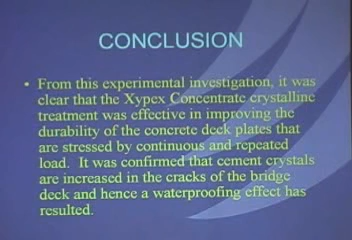 CONCLUSION
• From this experimental investigation, it was
clear that the Xypex Concentrate crystalline
treatment was effective in improving the
durability of the concrete deck plates that
are stressed by continuous and repeated
load. It was confirmed that cement crystals
are increased in the cracks of the bridge
deck and hence a waterproofing effect has
resulted.